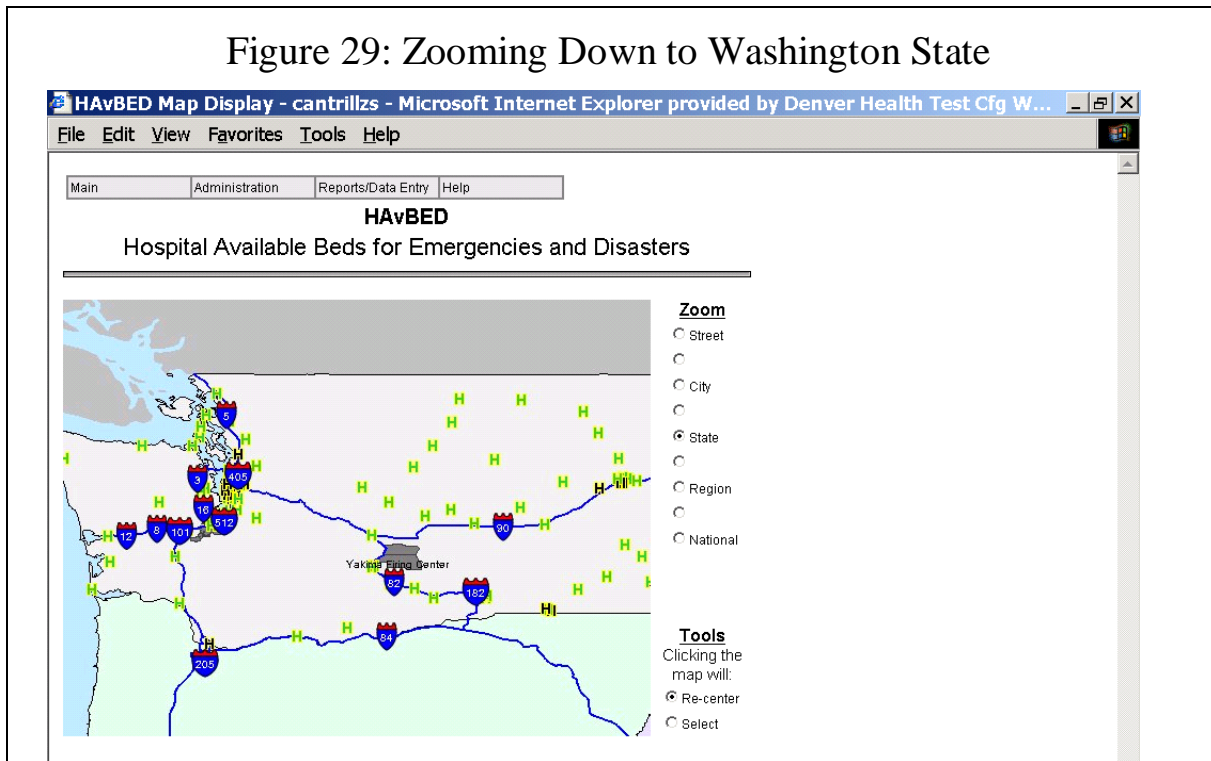 Figure 29: Zooming Down to Washington State
HAvBED Map Display - cantrillzs - Microsoft Internet Explorer provided by Denver Health Test Cfg W...
File Edit View Favorites Tools Help
Main Administration Reports/Data Entry Help
HAvBED
Hospital Available Beds for Emergencies and Disasters
Zoom
Street
City
State
Region
National
5
3
405
16
512
12
8
101
90
Yakima Firing Center
82
182
84
205
H
Tools
Clicking the
map will:
Re-center
Select